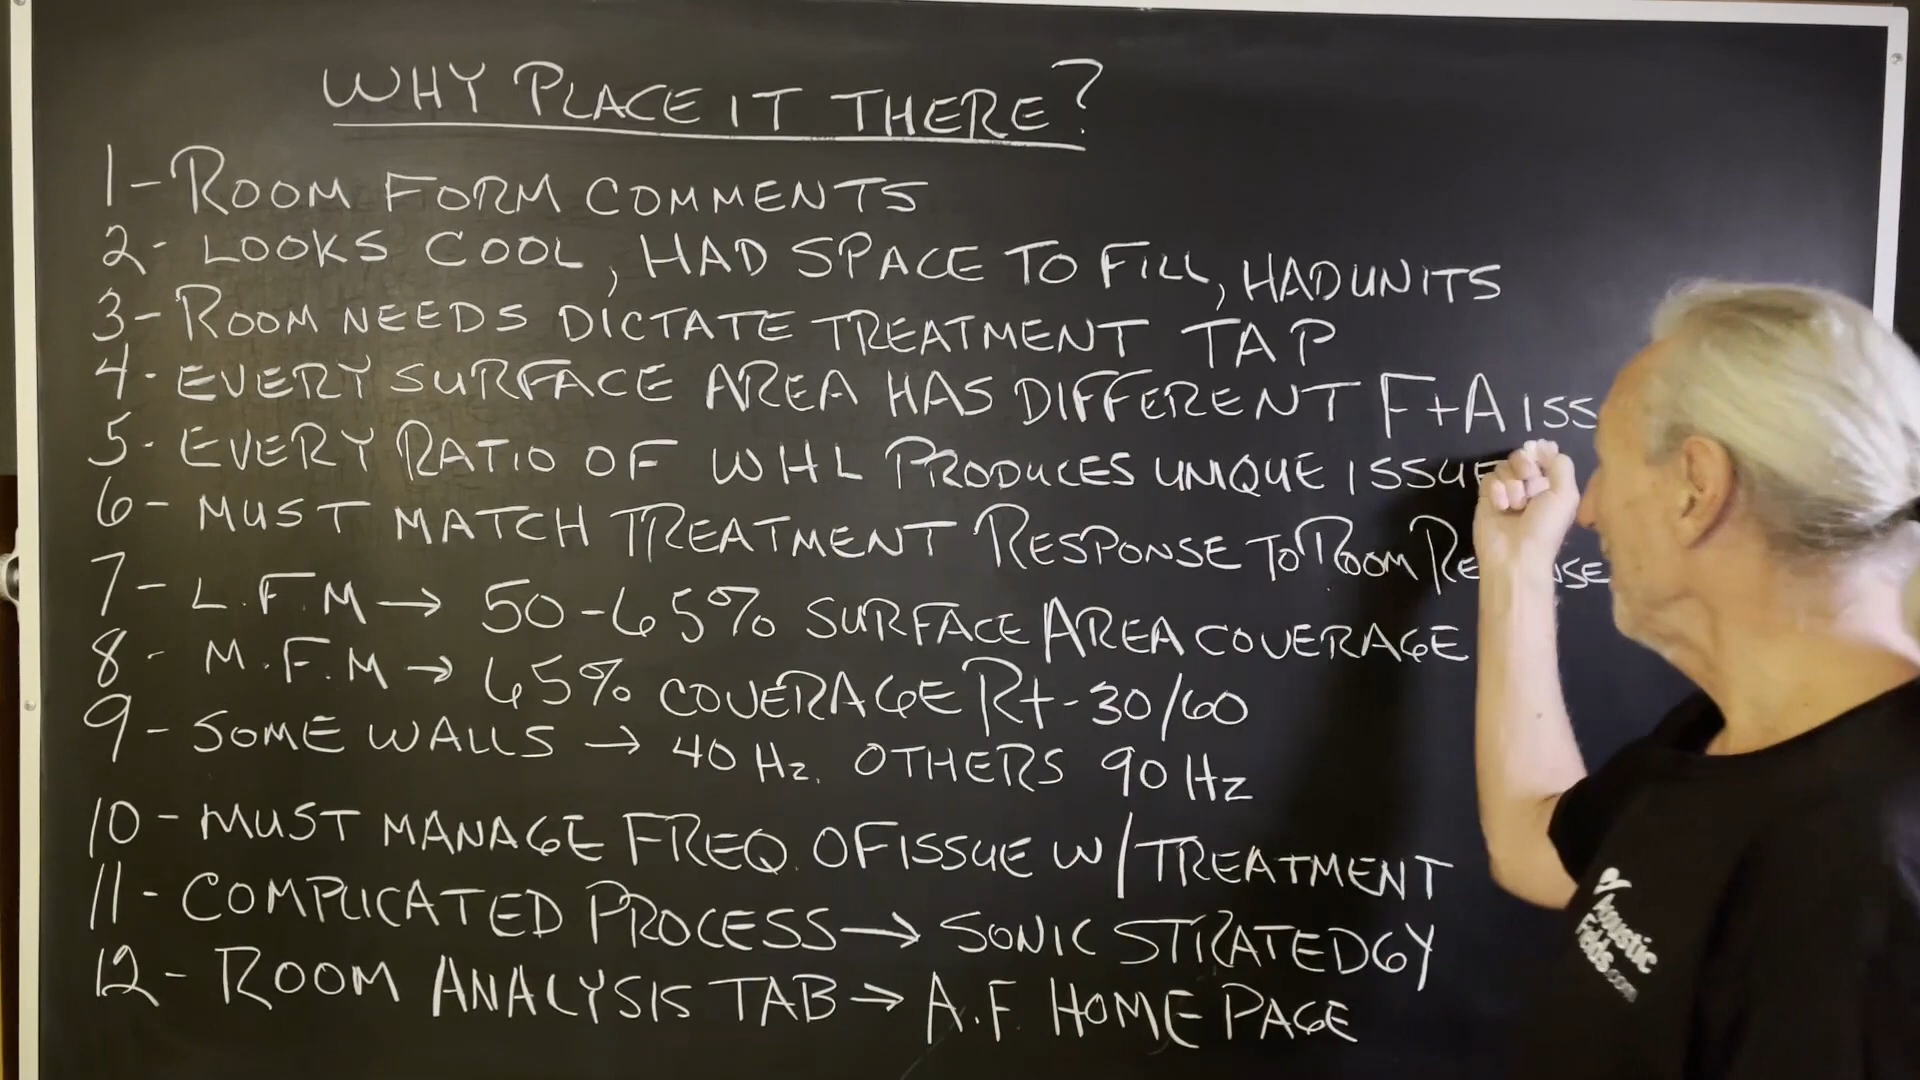 WHY PLACE IT THERE?
1 - ROOM FORM COMMENTS
2 - LOOKS COOL, HAD SPACE TO FILL, HAD UNITS
3 - ROOM NEEDS DICTATE TREATMENT TAP
4 - EVERY SURFACE AREA HAS DIFFERENT F+A ISS
5 - EVERY RATIO OF WHL PRODUCES UNIQUE ISSUE
6 - MUST MATCH TREATMENT RESPONSE TO ROOM RE NSE
7 - L.F.M → 50-65% SURFACE AREA COVERAGE
8 - M.F.M → 65% COVERAGE Rt-30/60
9 - SOME WALLS → 40 Hz. OTHERS 90 Hz
10 - MUST MANAGE FREQ. OF ISSUE W/TREATMENT
11 - COMPLICATED PROCESS → SONIC STRATEDGY
12 - ROOM ANALYSIS TAB → A.F. HOME PAGE
Acoustic
Fields.com